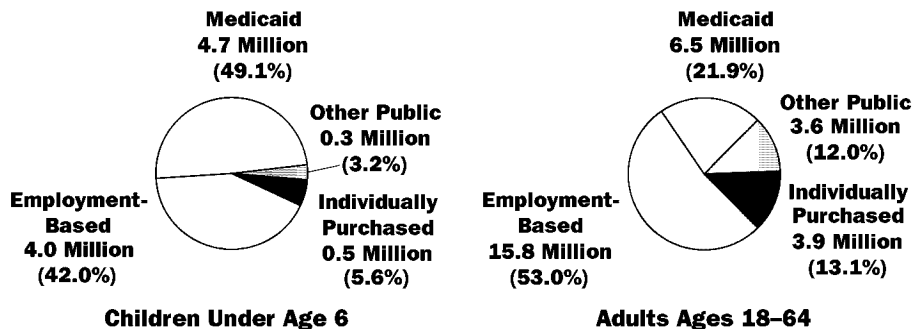 Medicaid
4.7 Million
(49.1%)
Other Public
0.3 Million
(3.2%)
Employment-
Based
4.0 Million
(42.0%)
Individually
Purchased
0.5 Million
(5.6%)
Children Under Age 6
Medicaid
6.5 Million
(21.9%)
Other Public
3.6 Million
(12.0%)
Employment-
Based
15.8 Million
(53.0%)
Individually
Purchased
3.9 Million
(13.1%)
Adults Ages 18–64